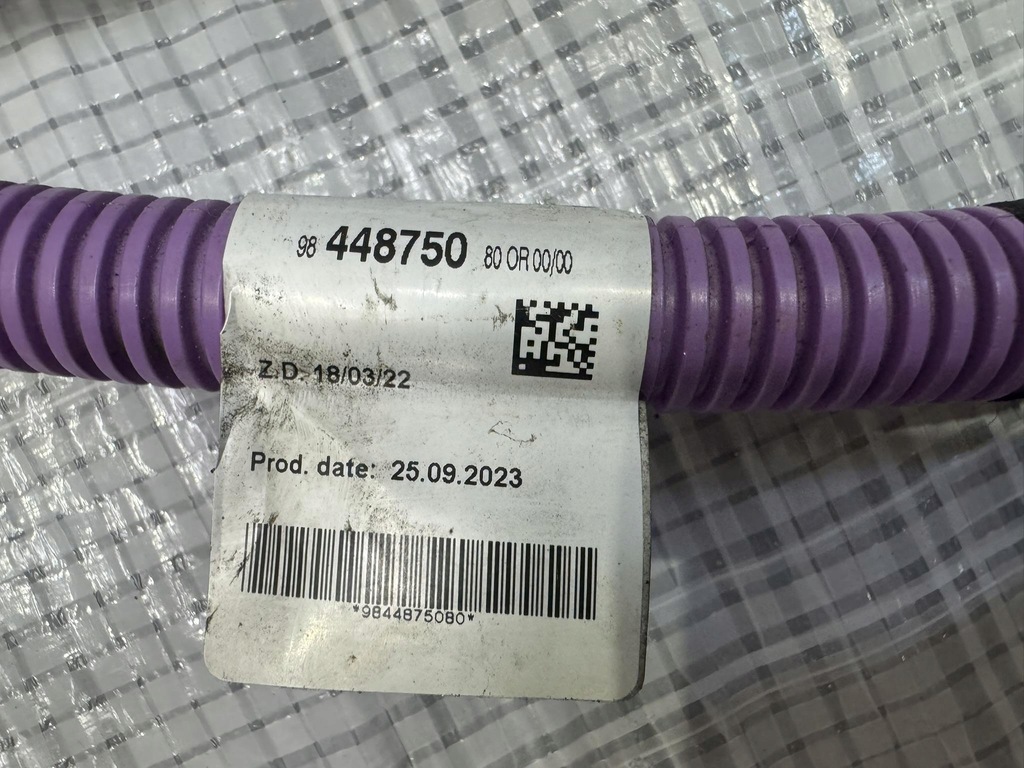 98 448750 80 OR 00/00
Z.D. 18/03/22
Prod. date: 25.09.2023
*9844875080*